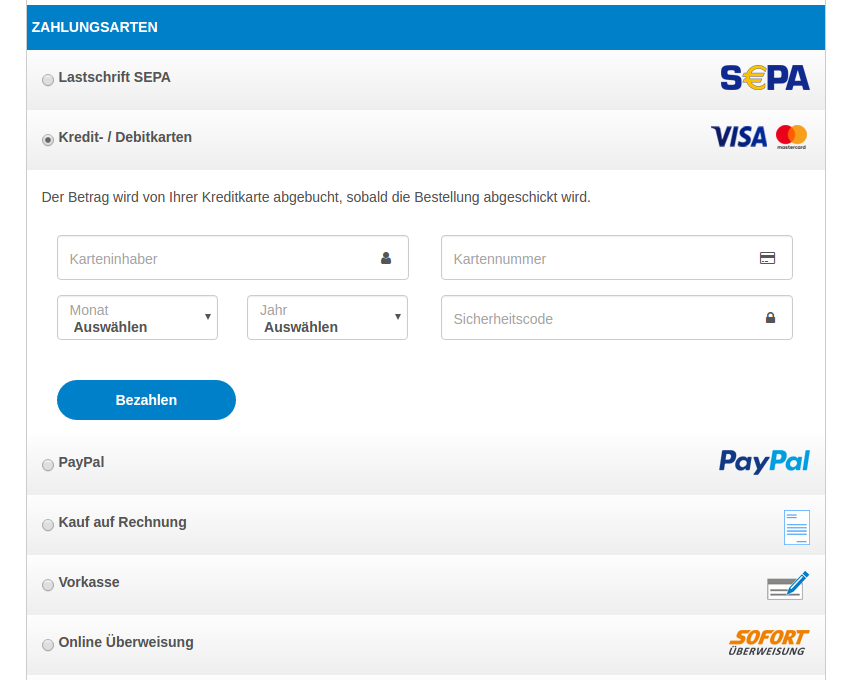 ZAHLUNGSARTEN
Lastschrift SEPA
S€PA
Kredit- / Debitkarten
VISA
mastercard
Der Betrag wird von Ihrer Kreditkarte abgebucht, sobald die Bestellung abgeschickt wird.
Karteninhaber
Kartennummer
Monat
Auswählen
Jahr
Auswählen
Sicherheitscode
Bezahlen
PayPal
PayPal
Kauf auf Rechnung
Vorkasse
Online Überweisung
SOFORT
ÜBERWEISUNG